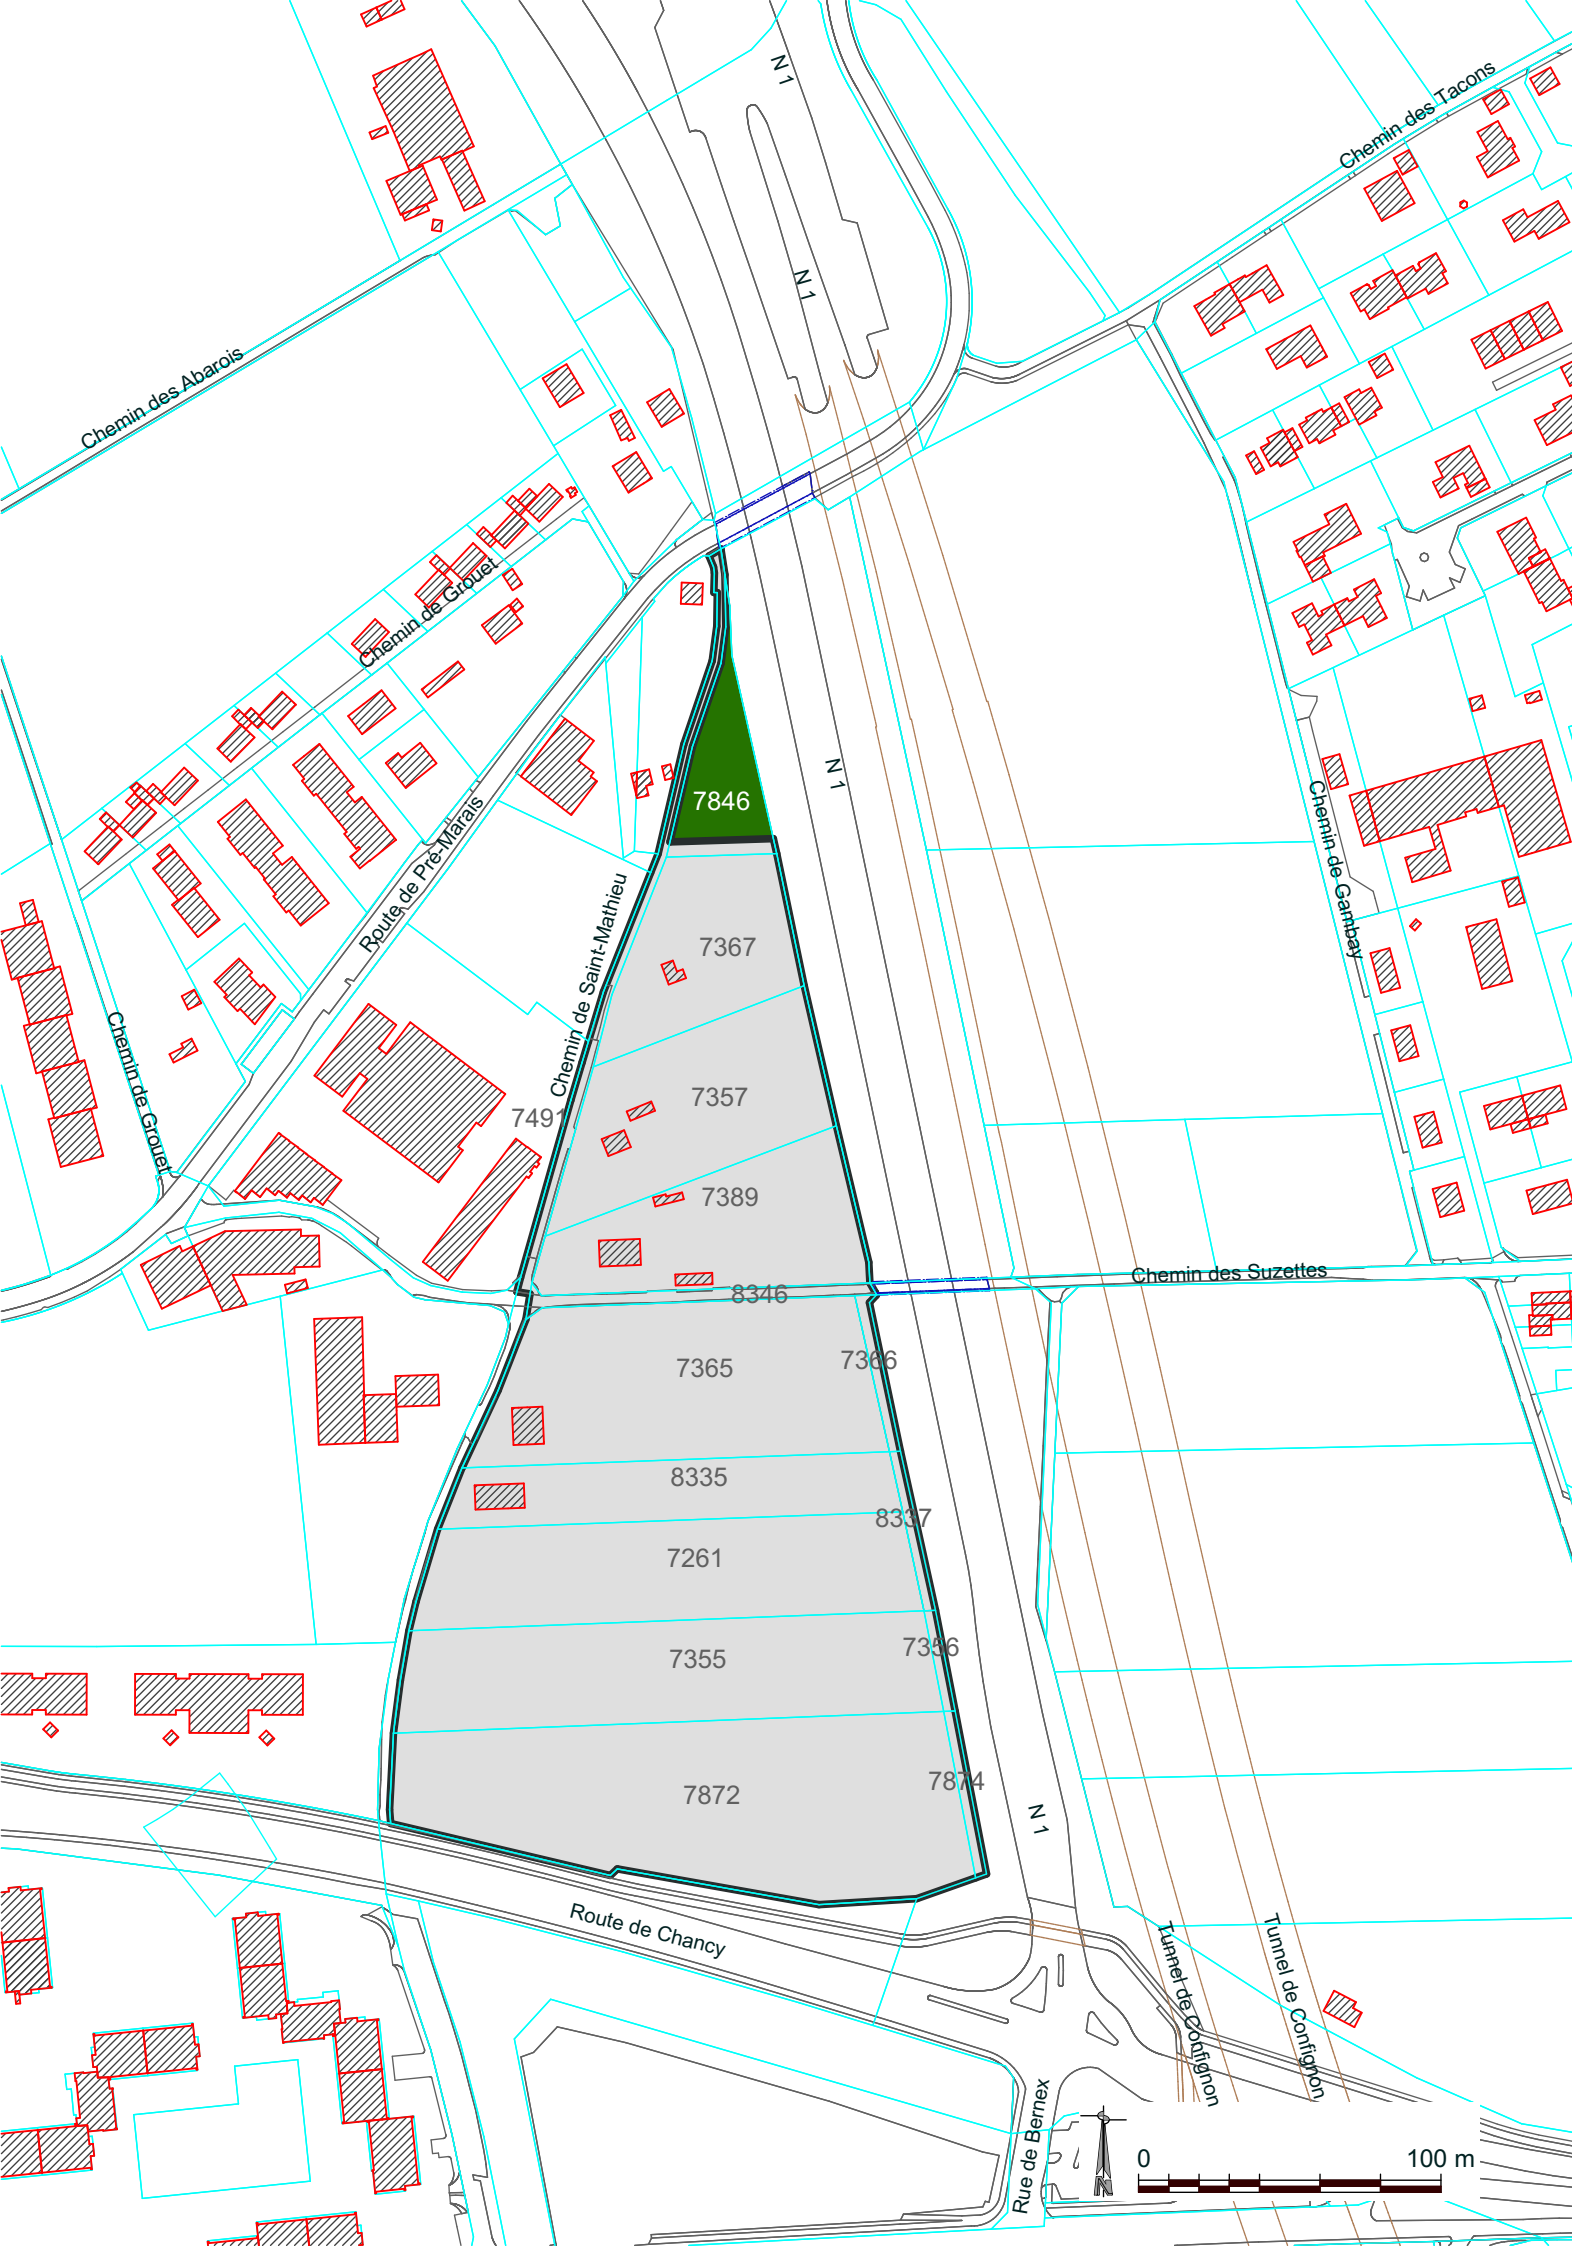 N 1
Chemin des Tacons
N 1
Chemin des Abarois
Chemin de Grouet
N 1
7846
Chemin de Gambay
Route de Pré-Marais
Chemin de Saint-Mathieu
7367
Chemin de Grouet
7357
7491
7389
Chemin des Suzettes
8346
7365
7366
8335
8337
7261
7355
7356
7872
7874
N 1
Route de Chancy
Tunnel de Confignon
Tunnel de Confignon
Rue de Bernex
0 100 m
N